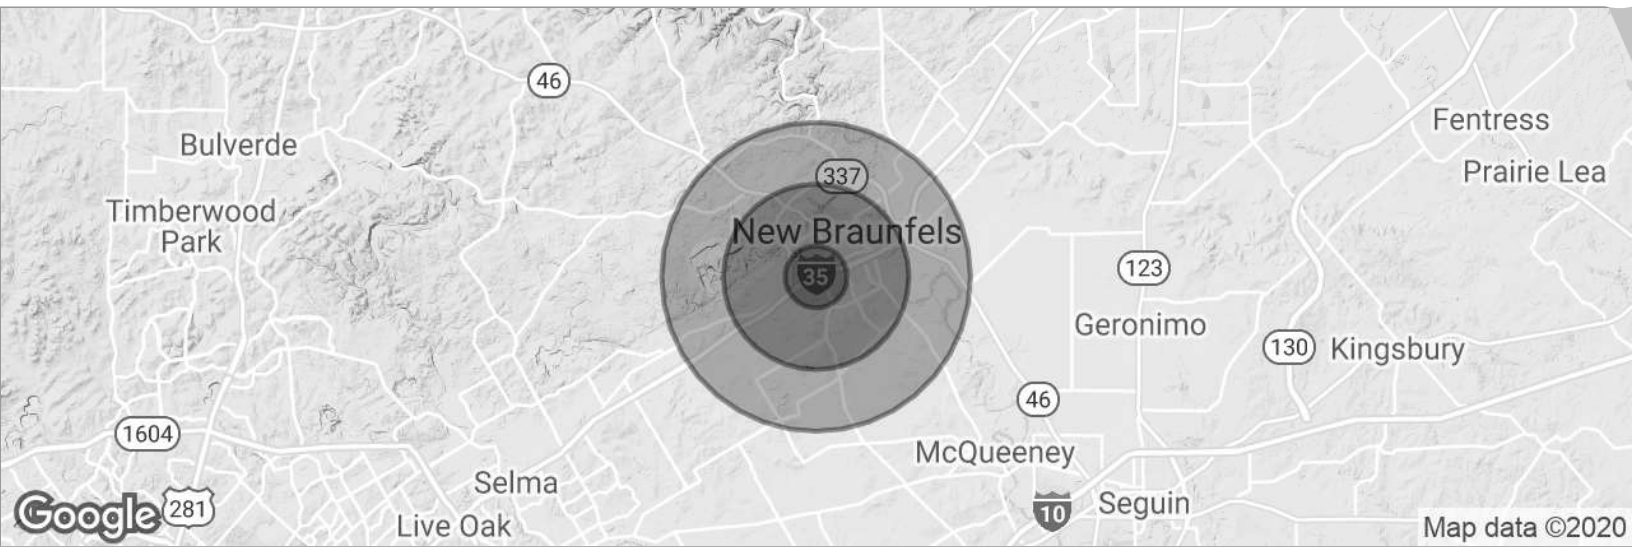 46
Fentress
Bulverde
Prairie Lea
337
Timberwood
Park
New Braunfels
123
35
Geronimo
130
Kingsbury
46
1604
McQueeney
Selma
281
Seguin
10
Google
Live Oak
Map data ©2020